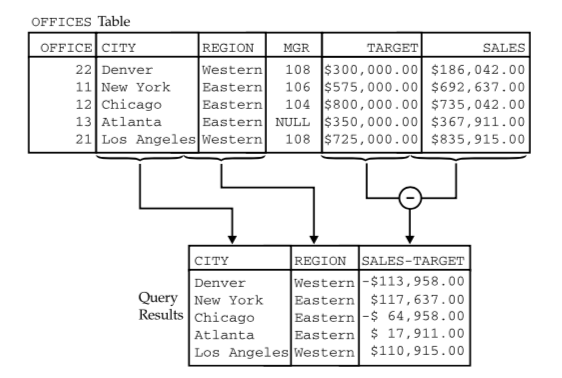 OFFICES Table
OFFICE CITY REGION MGR TARGET SALES
22 Denver Western 108 $300,000.00 $186,042.00
11 New York Eastern 106 $575,000.00 $692,637.00
12 Chicago Eastern 104 $800,000.00 $735,042.00
13 Atlanta Eastern NULL $350,000.00 $367,911.00
21 Los Angeles Western 108 $725,000.00 $835,915.00
−
CITY REGION SALES-TARGET
Denver Western -$113,958.00
Query New York Eastern $117,637.00
Results Chicago Eastern -$ 64,958.00
Atlanta Eastern $ 17,911.00
Los Angeles Western $110,915.00